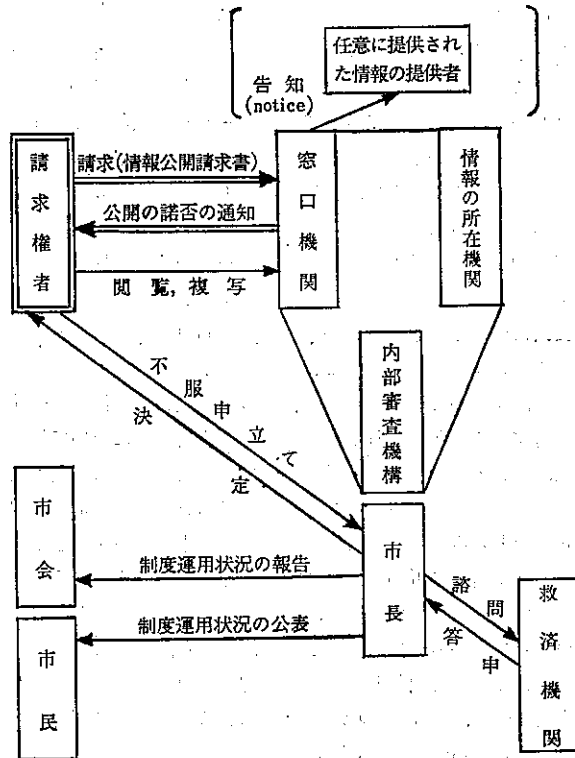 任意に提供され
た情報の提供者
告知
(notice)
請求権者
請求(情報公開請求書)
公開の諾否の通知
閲覧,複写
窓口機関
情報の所在機関
内部審査機構
不服申立て
決定
市会
制度運用状況の報告
市長
諮問
答申
救済機関
制度運用状況の公表
市民